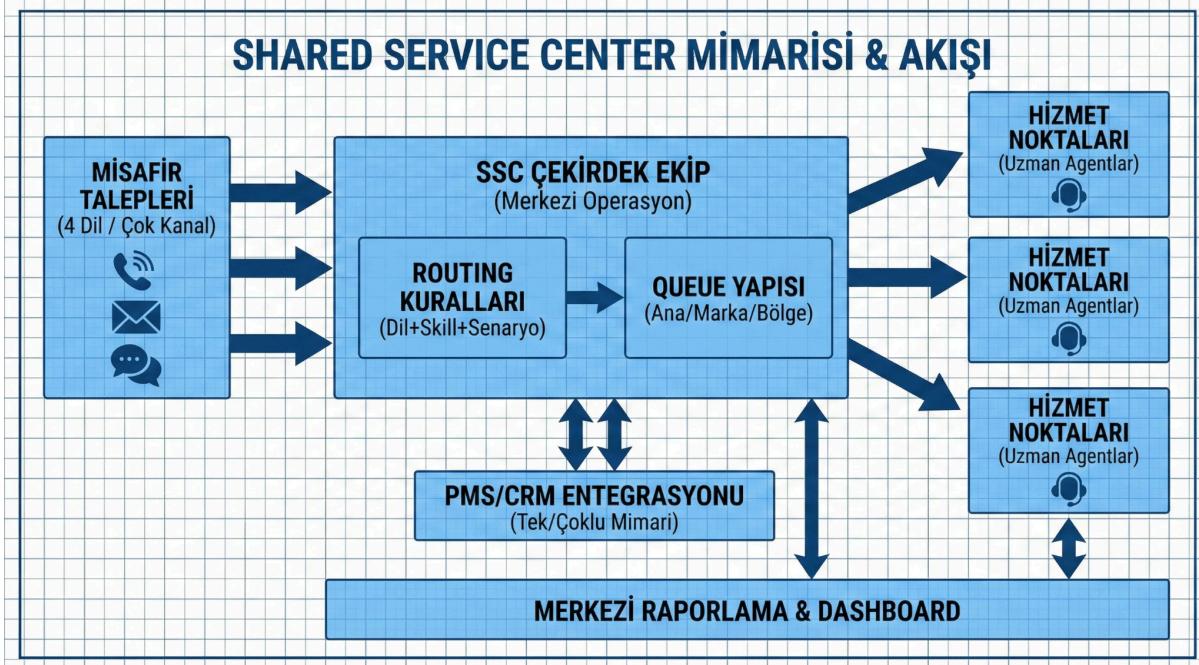 SHARED SERVICE CENTER MİMARİSİ & AKIŞI
MİSAFİR
TALEPLERİ
(4 Dil / Çok Kanal)
SSC ÇEKİRDEK EKİP
(Merkezi Operasyon)
ROUTING
KURALLARI
(Dil+Skill+Senaryo)
QUEUE YAPISI
(Ana/Marka/Bölge)
HİZMET
NOKTALARI
(Uzman Agentlar)
HİZMET
NOKTALARI
(Uzman Agentlar)
HİZMET
NOKTALARI
(Uzman Agentlar)
PMS/CRM ENTEGRASYONU
(Tek/Çoklu Mimari)
MERKEZİ RAPORLAMA & DASHBOARD